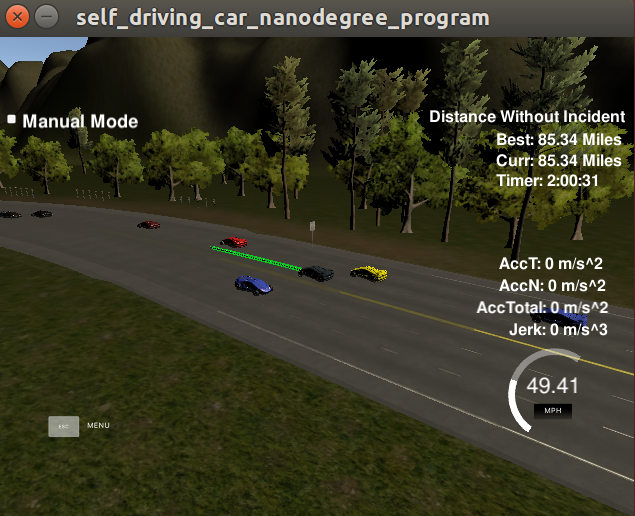 self_driving_car_nanodegree_program
Manual Mode
Distance Without Incident
Best: 85.34 Miles
Curr: 85.34 Miles
Timer: 2:00:31
AccT: 0 m/s^2
AccN: 0 m/s^2
AccTotal: 0 m/s^2
Jerk: 0 m/s^3
49.41
MPH
ESC MENU